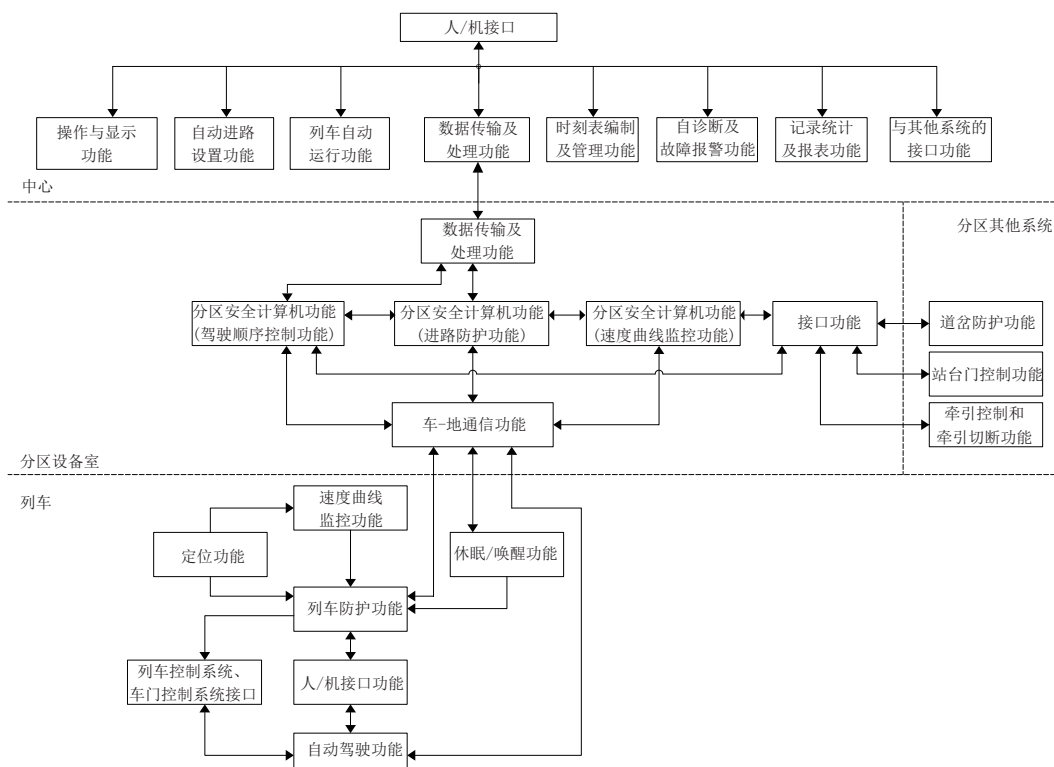 人/机接口
操作与显示
功能
自动进路
设置功能
列车自动
运行功能
数据传输及
处理功能
时刻表编制
及管理功能
自诊断及
故障报警功能
记录统计
及报表功能
与其他系统的
接口功能
中心
数据传输及
处理功能
分区其他系统
分区安全计算机功能
(驾驶顺序控制功能)
分区安全计算机功能
(进路防护功能)
分区安全计算机功能
(速度曲线监控功能)
接口功能
道岔防护功能
站台门控制功能
车-地通信功能
牵引控制和
牵引切断功能
分区设备室
列车
速度曲线
监控功能
定位功能
休眠/唤醒功能
列车防护功能
列车控制系统、
车门控制系统接口
人/机接口功能
自动驾驶功能